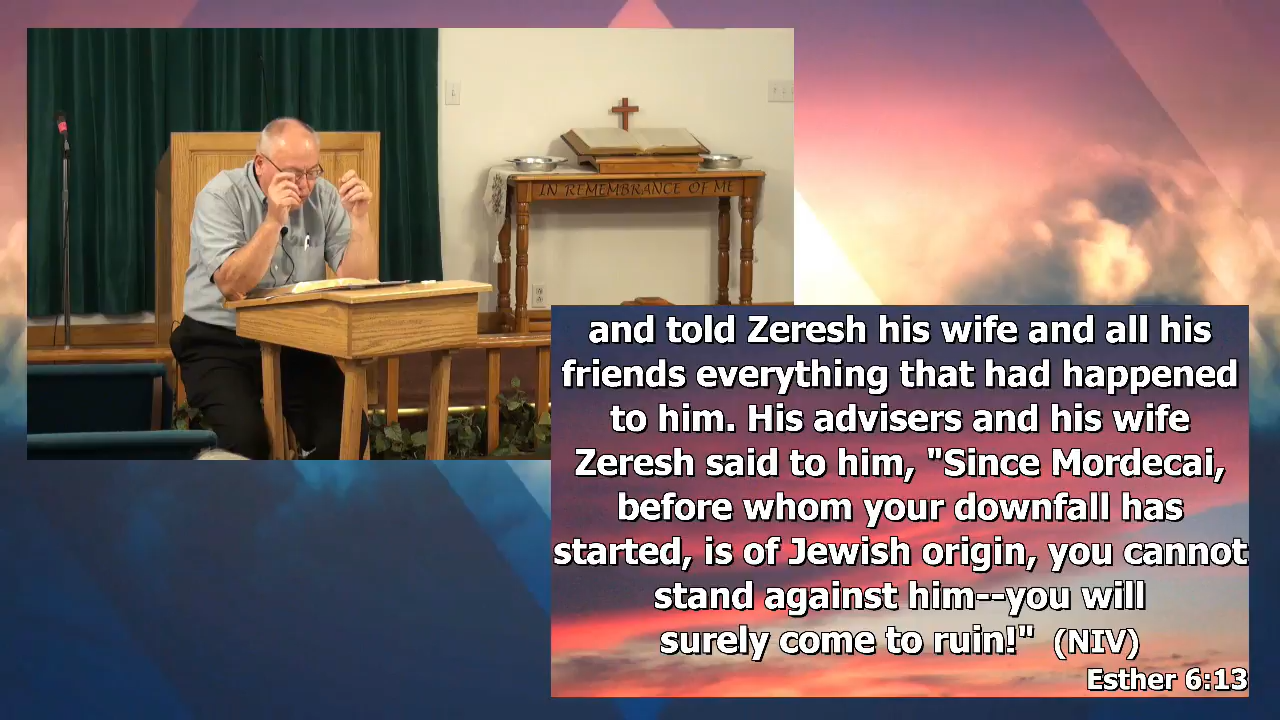 IN REMEMBRANCE OF ME
and told Zeresh his wife and all his
friends everything that had happened
to him. His advisers and his wife
Zeresh said to him, "Since Mordecai,
before whom your downfall has
started, is of Jewish origin, you cannot
stand against him--you will
surely come to ruin!" (NIV)
Esther 6:13